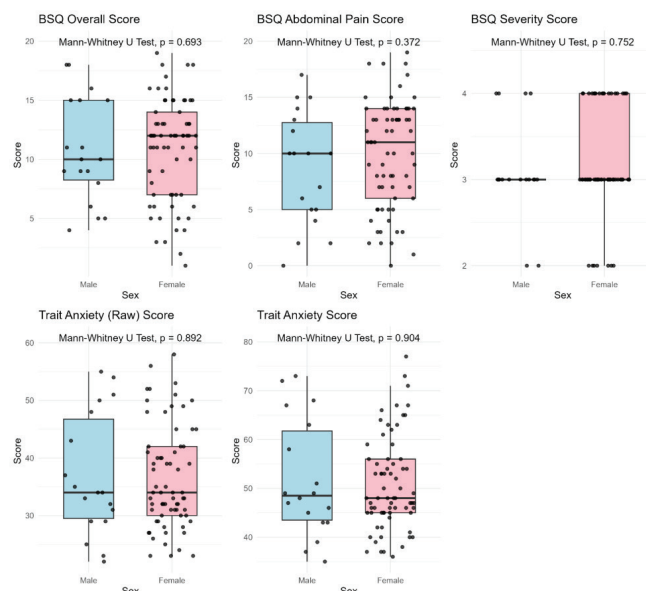 BSQ Overall Score
Mann-Whitney U Test, p = 0.693
20
15
10
5
Score
Male
Female
Sex
BSQ Abdominal Pain Score
Mann-Whitney U Test, p = 0.372
20
15
10
5
0
Score
Male
Female
Sex
BSQ Severity Score
Mann-Whitney U Test, p = 0.752
4
3
2
Score
Male
Female
Sex
Trait Anxiety (Raw) Score
Mann-Whitney U Test, p = 0.892
60
50
40
30
Score
Male
Female
Sex
Trait Anxiety Score
Mann-Whitney U Test, p = 0.904
80
70
60
50
40
Score
Male
Female
Sex